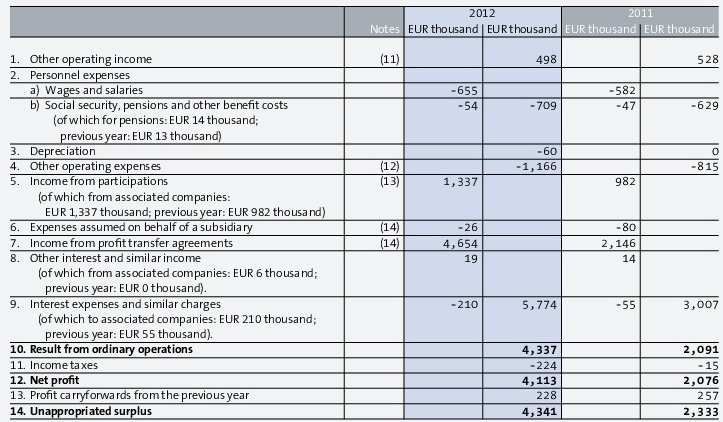 2012 2011
Notes EUR thousand EUR thousand EUR thousand EUR thousand
1. Other operating income (11) 498 528
2. Personnel expenses
a) Wages and salaries -655 -582
b) Social security, pensions and other benefit costs -54 -709 -47 -629
(of which for pensions: EUR 14 thousand;
previous year: EUR 13 thousand)
3. Depreciation -60 0
4. Other operating expenses (12) -1,166 -815
5. Income from participations (13) 1,337 982
(of which from associated companies:
EUR 1,337 thousand; previous year: EUR 982 thousand)
6. Expenses assumed on behalf of a subsidiary (14) -26 -80
7. Income from profit transfer agreements (14) 4,654 2,146
8. Other interest and similar income 19 14
(of which from associated companies: EUR 6 thousand;
previous year: EUR 0 thousand).
9. Interest expenses and similar charges -210 5,774 -55 3,007
(of which to associated companies: EUR 210 thousand;
previous year: EUR 55 thousand).
10. Result from ordinary operations 4,337 2,091
11. Income taxes -224 -15
12. Net profit 4,113 2,076
13. Profit carryforwards from the previous year 228 257
14. Unappropriated surplus 4,341 2,333